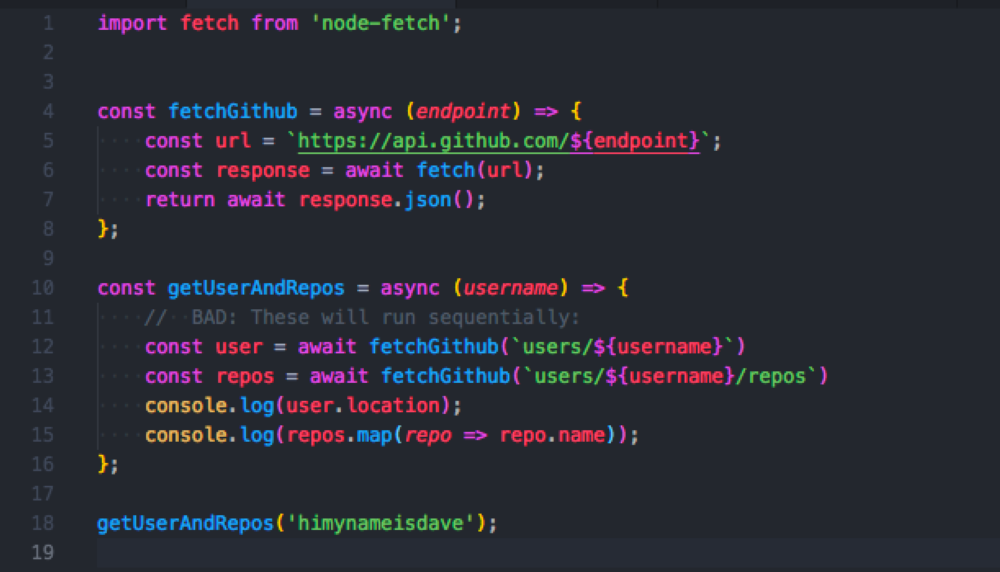 1 import fetch from 'node-fetch';
2
3
4 const fetchGithub = async (endpoint) => {
5     const url = `https://api.github.com/${endpoint}`;
6     const response = await fetch(url);
7     return await response.json();
8 };
9
10 const getUserAndRepos = async (username) => {
11     //  BAD: These will run sequentially:
12     const user = await fetchGithub(`users/${username}`)
13     const repos = await fetchGithub(`users/${username}/repos`)
14     console.log(user.location);
15     console.log(repos.map(repo => repo.name));
16 };
17
18 getUserAndRepos('himynameisdave');
19